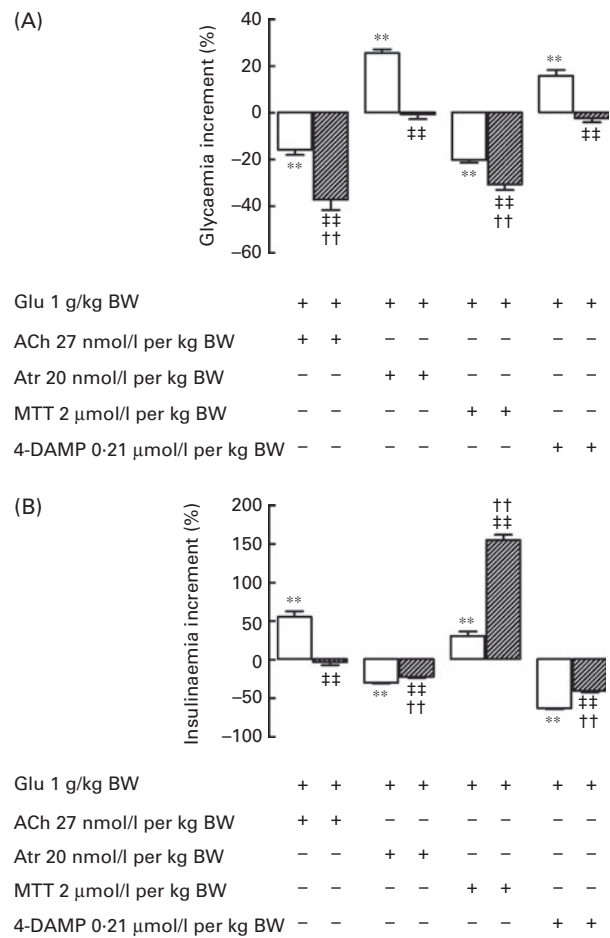 (A)
Glycaemia increment (%)
40
20
0
−20
−40
−60
**
‡‡
††
**
‡‡
**
‡‡
††
**
‡‡
Glu 1 g/kg BW + + + + + + + +
ACh 27 nmol/l per kg BW + + − − − − − −
Atr 20 nmol/l per kg BW − − + + − − − −
MTT 2 μmol/l per kg BW − − − − + + − −
4-DAMP 0·21 μmol/l per kg BW − − − − − − + +
(B)
Insulinaemia increment (%)
200
150
100
50
0
−50
−100
**
‡‡
**
‡‡
††
**
††
‡‡
**
‡‡
††
Glu 1 g/kg BW + + + + + + + +
ACh 27 nmol/l per kg BW + + − − − − − −
Atr 20 nmol/l per kg BW − − + + − − − −
MTT 2 μmol/l per kg BW − − − − + + − −
4-DAMP 0·21 μmol/l per kg BW − − − − − − + +